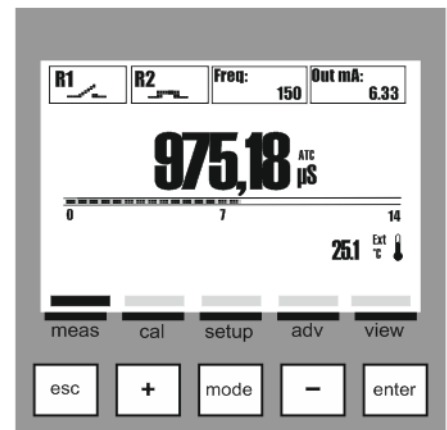 R1 R2 Freq: Out mA:
150 6.33
975,18 ATC µS
0 7 14
25.1 Ext °C
meas cal setup adv view
esc + mode − enter